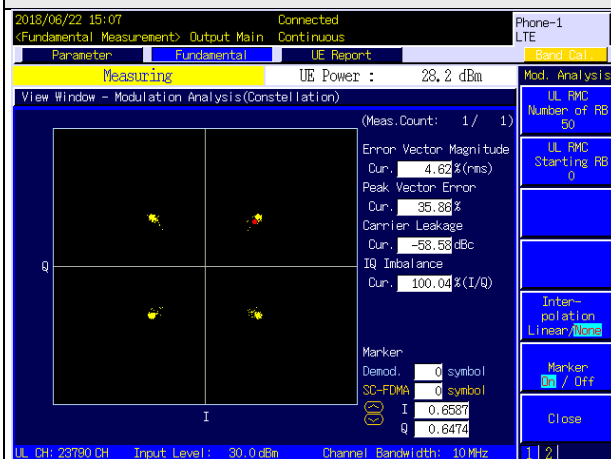 2018/06/22 15:07 Connected Phone-1
<Fundamental Measurement> Output Main Continuous LTE
Parameter Fundamental UE Report Band Cal.
Measuring UE Power : 28.2 dBm Mod. Analysis
View Window - Modulation Analysis(Constellation)
(Meas.Count: 1/ 1)
Error Vector Magnitude
Cur. 4.62 %(rms)
Peak Vector Error
Cur. 35.86 %
Carrier Leakage
Cur. -58.58 dBc
IQ Imbalance
Cur. 100.04 %(I/Q)
Q
I
Marker
Demod. 0 symbol
SC-FDMA 0 symbol
I 0.6587
Q 0.6474
UL RMC
Number of RB
50
UL RMC
Starting RB
0
Inter-
polation
Linear/None
Marker
On / Off
Close
UL CH: 23790 CH Input Level: 30.0 dBm Channel Bandwidth: 10 MHz 1 2